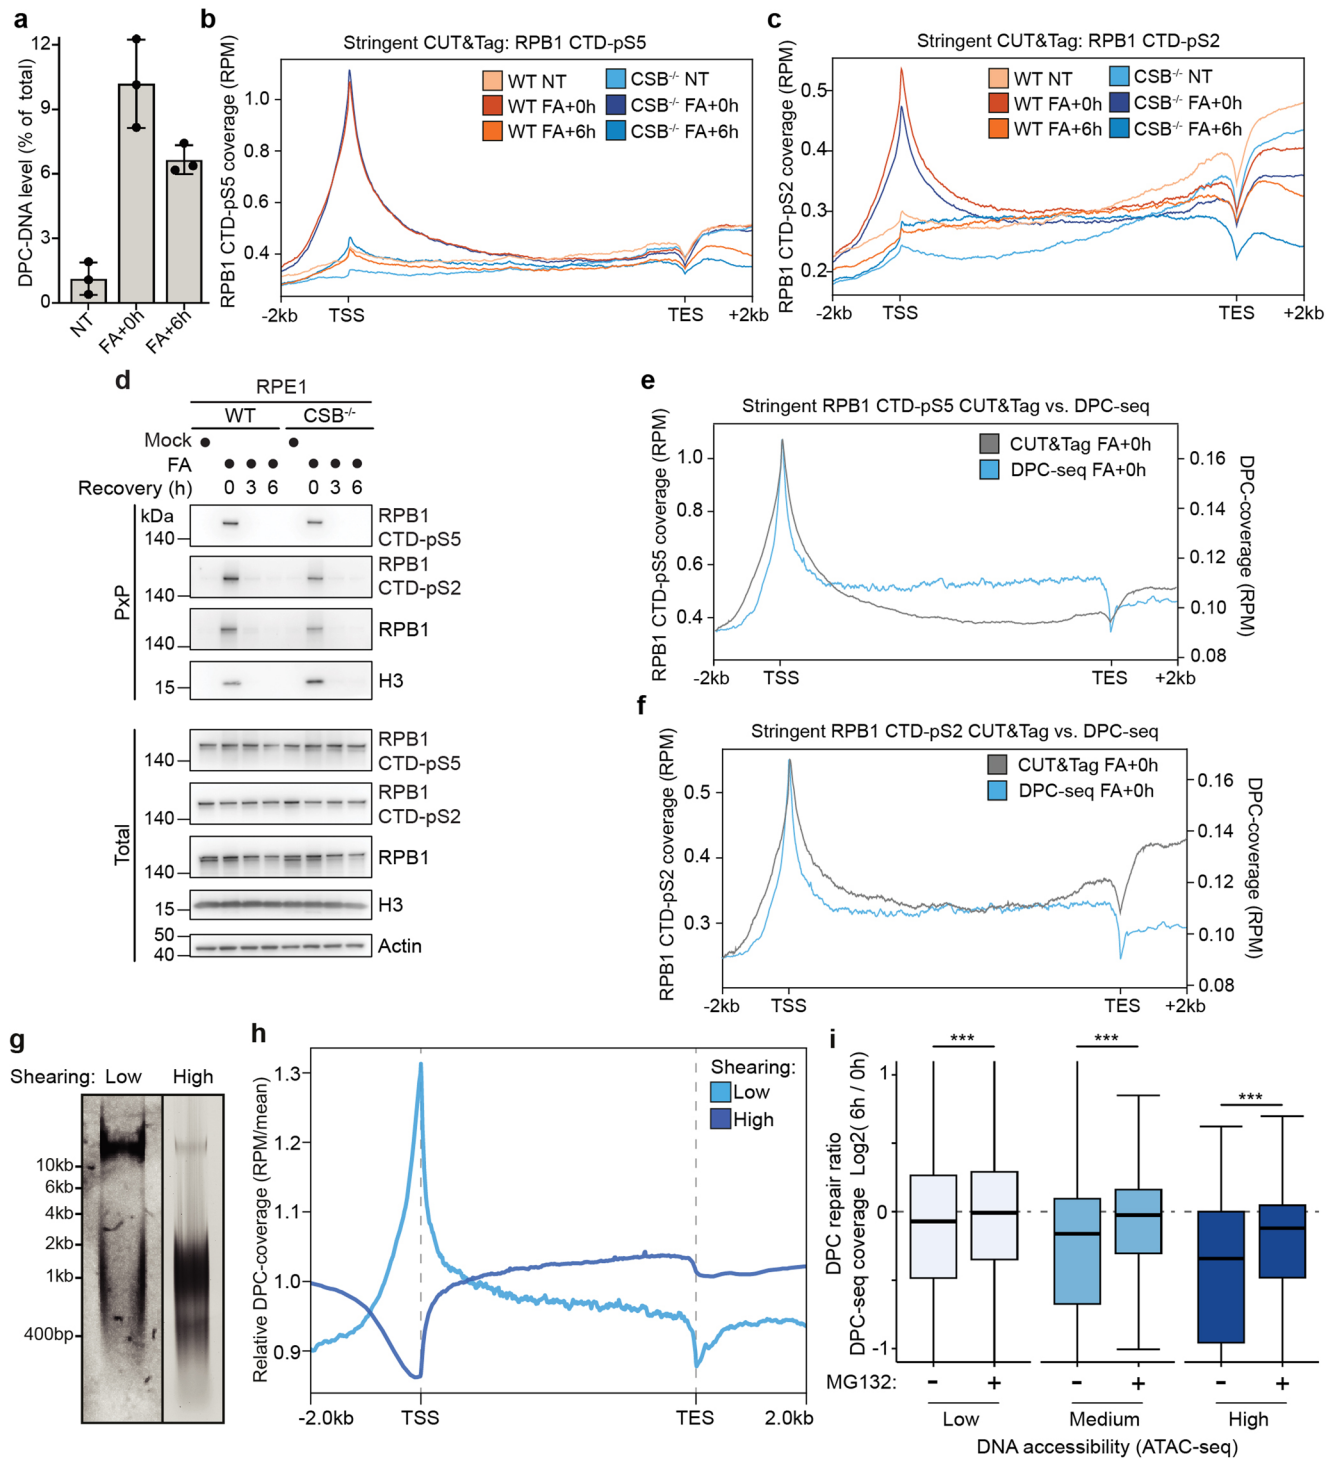 a
DPC-DNA level (% of total)
12
9
6
3
0
NT
FA+0h
FA+6h
b
Stringent CUT&Tag: RPB1 CTD-pS5
RPB1 CTD-pS5 coverage (RPM)
WT NT
WT FA+0h
WT FA+6h
CSB-/- NT
CSB-/- FA+0h
CSB-/- FA+6h
1.0
0.8
0.6
0.4
-2kb
TSS
TES
+2kb
c
Stringent CUT&Tag: RPB1 CTD-pS2
RPB1 CTD-pS2 coverage (RPM)
WT NT
WT FA+0h
WT FA+6h
CSB-/- NT
CSB-/- FA+0h
CSB-/- FA+6h
0.5
0.4
0.3
0.2
-2kb
TSS
TES
+2kb
d
RPE1
WT
CSB-/-
Mock
FA
Recovery (h)
0 3 6 0 3 6
kDa
PxP
140
RPB1
CTD-pS5
140
RPB1
CTD-pS2
140
RPB1
15
H3
Total
140
RPB1
CTD-pS5
140
RPB1
CTD-pS2
140
RPB1
15
H3
50
40
Actin
e
Stringent RPB1 CTD-pS5 CUT&Tag vs. DPC-seq
RPB1 CTD-pS5 coverage (RPM)
CUT&Tag FA+0h
DPC-seq FA+0h
1.0
0.8
0.6
0.4
0.16
0.14
0.12
0.10
0.08
DPC-coverage (RPM)
-2kb
TSS
TES
+2kb
f
Stringent RPB1 CTD-pS2 CUT&Tag vs. DPC-seq
RPB1 CTD-pS2 coverage (RPM)
CUT&Tag FA+0h
DPC-seq FA+0h
0.5
0.4
0.3
0.16
0.14
0.12
0.10
0.08
DPC-coverage (RPM)
-2kb
TSS
TES
+2kb
g
Shearing: Low High
10kb
6kb
4kb
2kb
1kb
400bp
h
Relative DPC-coverage (RPM/mean)
Shearing:
Low
High
1.3
1.2
1.1
1.0
0.9
-2.0kb
TSS
TES
2.0kb
i
DPC repair ratio
DPC-seq coverage Log2( 6h / 0h)
***
***
***
1
0
-1
MG132: - + - + - +
Low
Medium
High
DNA accessibility (ATAC-seq)